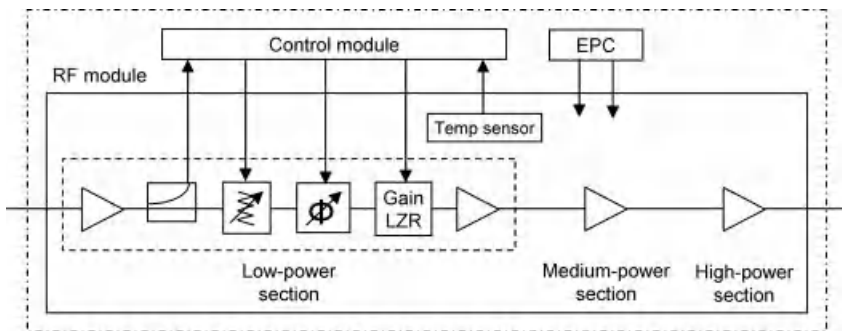 Control module
EPC
RF module
Temp sensor
Φ
Gain
LZR
Low-power
section
Medium-power
section
High-power
section